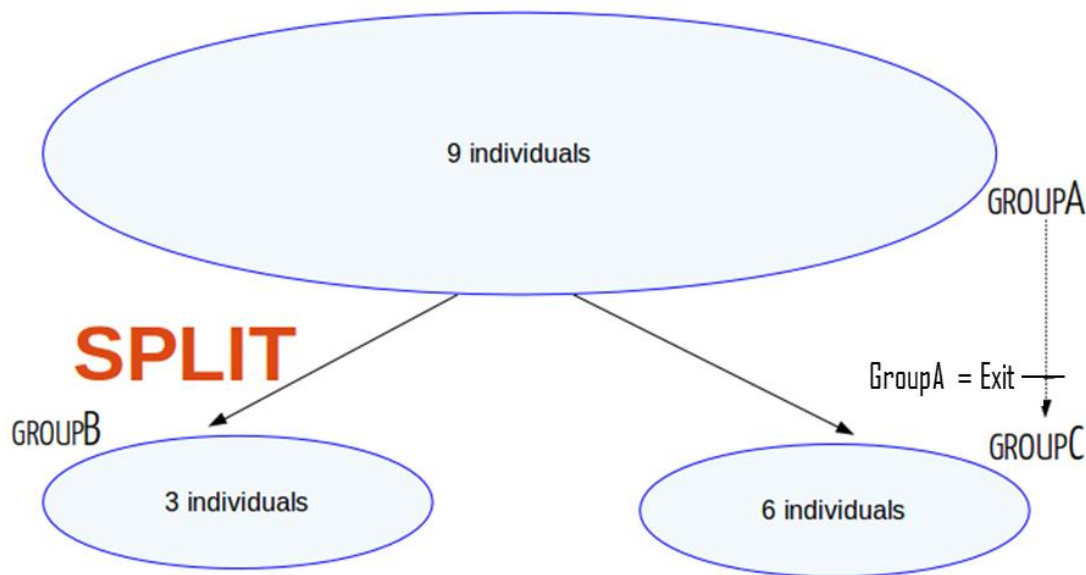 9 individuals
GROUPA
SPLIT
GroupA = Exit
GROUPB
GROUPC
3 individuals
6 individuals